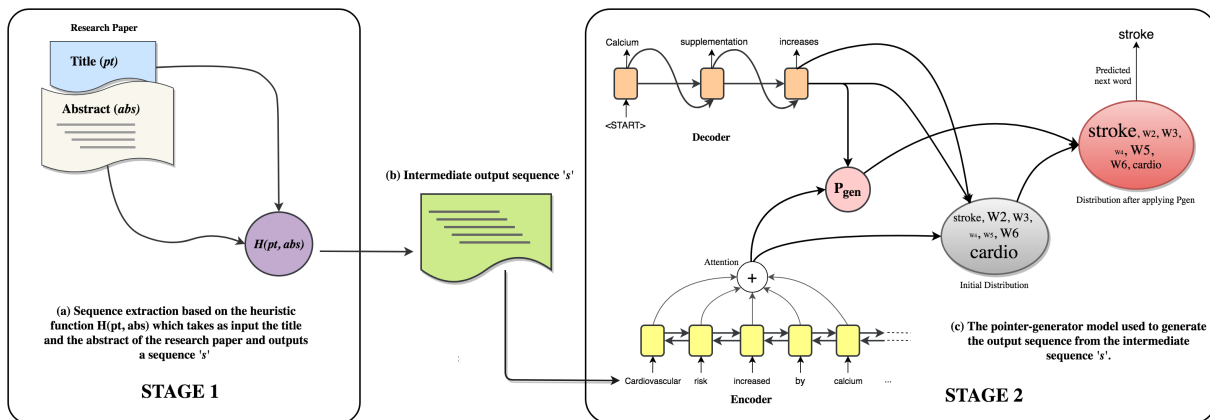 Research Paper
Title (pt)
Abstract (abs)
H(pt, abs)
(a) Sequence extraction based on the heuristic
function H(pt, abs) which takes as input the title
and the abstract of the research paper and outputs
a sequence 's'
STAGE 1
(b) Intermediate output sequence 's'
Calcium
supplementation
increases
<START>
Decoder
Pgen
stroke
Predicted
next word
stroke, w2, W3,
w4, W5,
W6, cardio
Distribution after applying Pgen
stroke, W2, W3,
w4, w5, W6
cardio
Initial Distribution
Attention
+
Cardiovascular
risk
increased
by
calcium
...
Encoder
(c) The pointer-generator model used to generate
the output sequence from the intermediate
sequence 's'.
STAGE 2